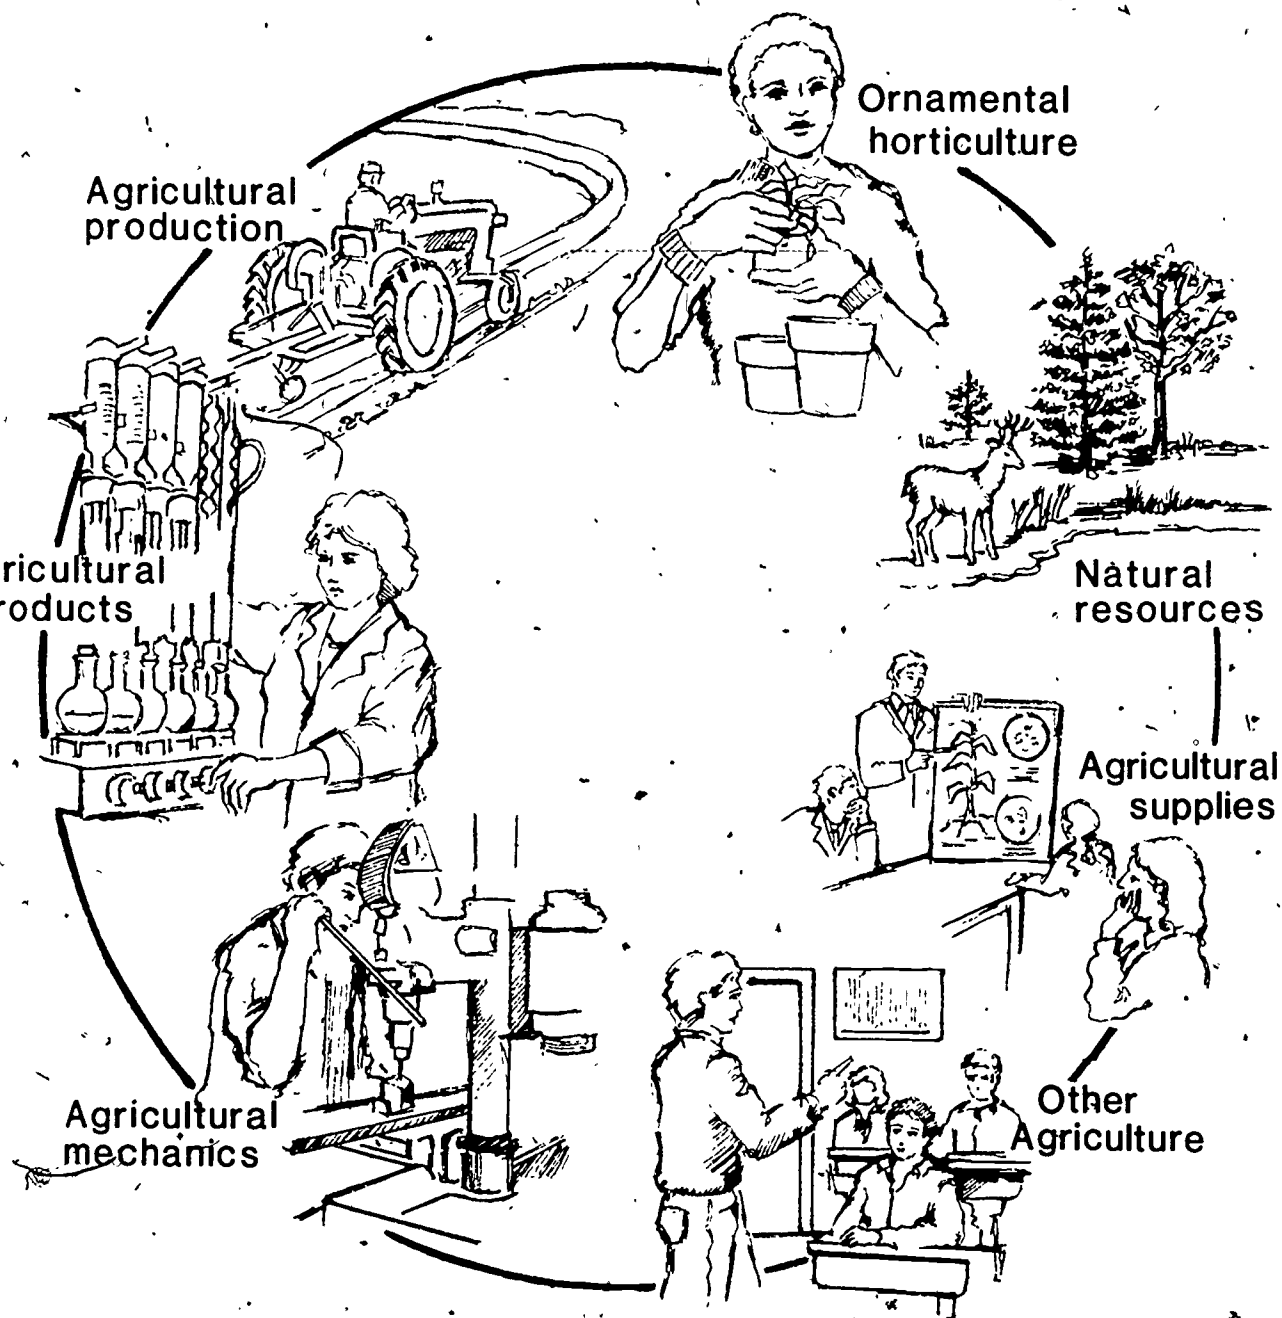 Ornamental
horticulture
Agricultural
production
ricultural
roducts
Natural
resources
Agricultural
supplies
Agricultural
mechanics
Other
Agriculture